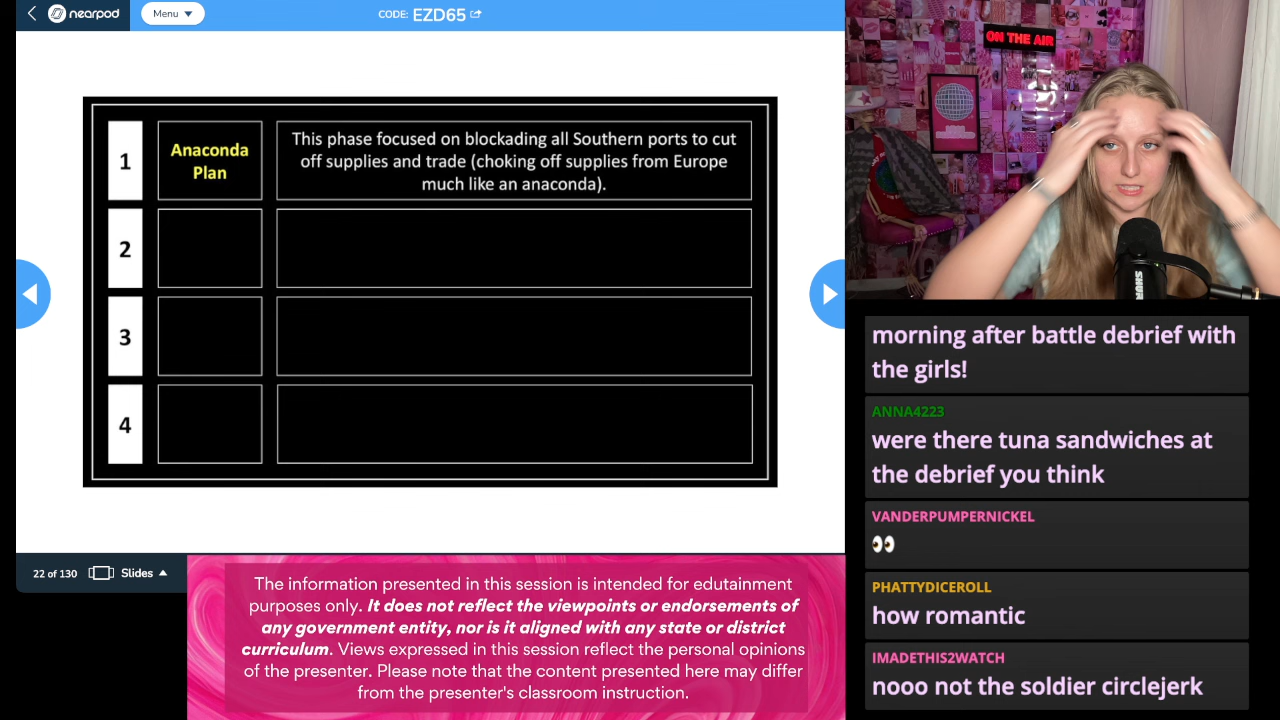 nearpod
Menu
CODE: EZD65
1
Anaconda
Plan
This phase focused on blockading all Southern ports to cut
off supplies and trade (choking off supplies from Europe
much like an anaconda).
2
3
4
22 of 130
Slides
The information presented in this session is intended for edutainment
purposes only. It does not reflect the viewpoints or endorsements of
any government entity, nor is it aligned with any state or district
curriculum. Views expressed in this session reflect the personal opinions
of the presenter. Please note that the content presented here may differ
from the presenter's classroom instruction.
ON THE AIR
SHURE
morning after battle debrief with
the girls!
ANNA4223
were there tuna sandwiches at
the debrief you think
VANDERPUMPERNICKEL
👀
PHATTYDICEROLL
how romantic
IMADETHIS2WATCH
nooo not the soldier circlejerk